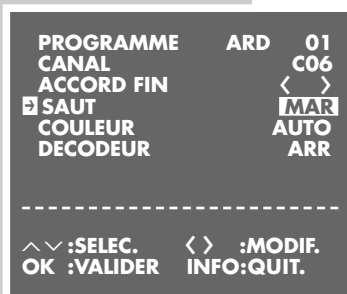 PROGRAMME ARD 01
CANAL C06
ACCORD FIN < >
SAUT MAR
COULEUR AUTO
DECODEUR ARR
:SELEC. < > :MODIF.
OK :VALIDER INFO:QUIT.